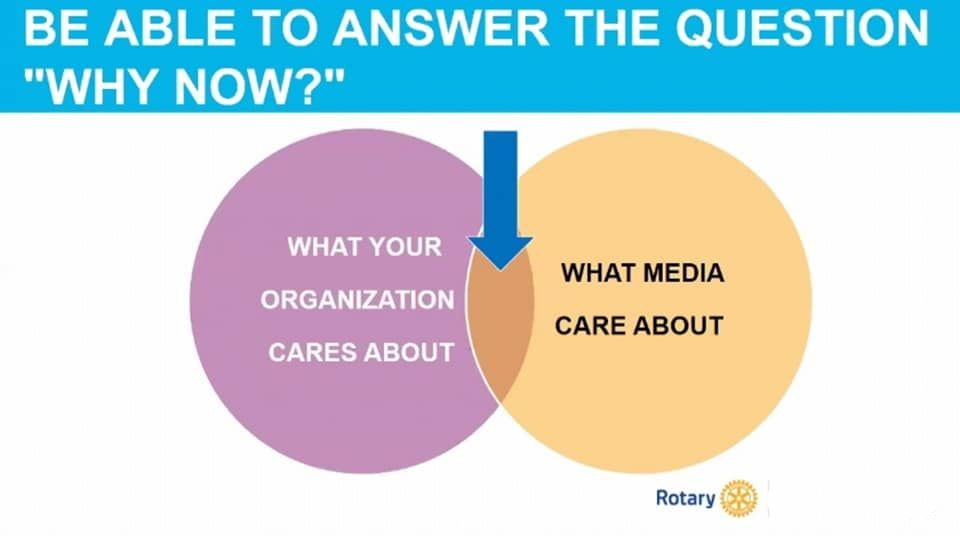 BE ABLE TO ANSWER THE QUESTION
"WHY NOW?"
WHAT YOUR
ORGANIZATION
CARES ABOUT
WHAT MEDIA
CARE ABOUT
Rotary